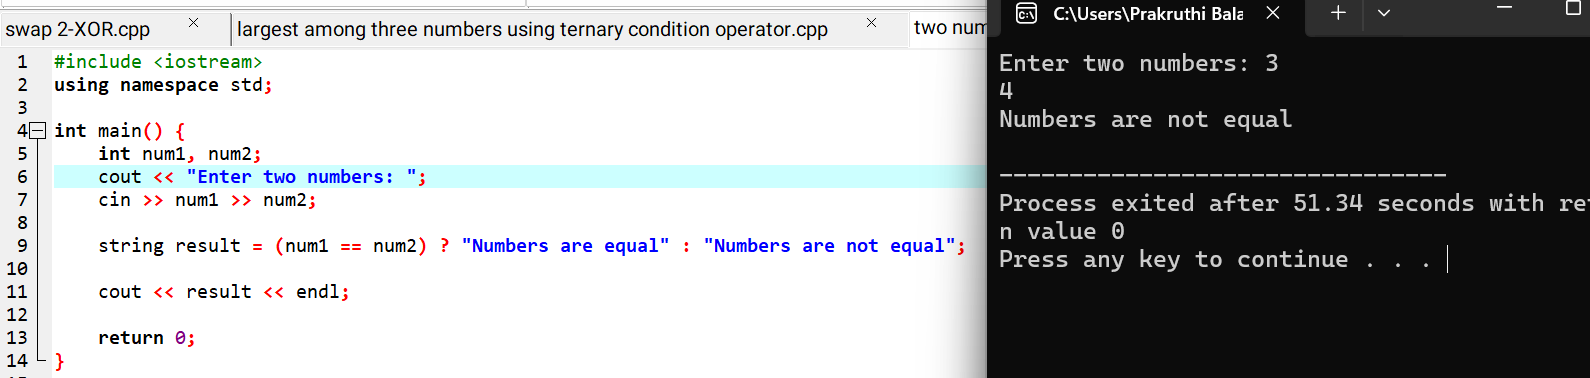 swap 2-XOR.cpp
largest among three numbers using ternary condition operator.cpp
two num
1 #include <iostream>
2 using namespace std;
3
4 int main() {
5 int num1, num2;
6 cout << "Enter two numbers: ";
7 cin >> num1 >> num2;
8
9 string result = (num1 == num2) ? "Numbers are equal" : "Numbers are not equal";
10
11 cout << result << endl;
12
13 return 0;
14 }
C:\Users\Prakruthi Bala
Enter two numbers: 3
4
Numbers are not equal
--------------------------------
Process exited after 51.34 seconds with ret
n value 0
Press any key to continue . . .